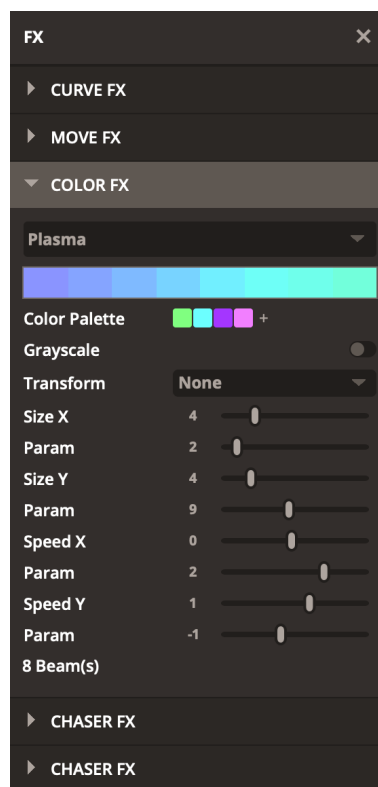 FX
CURVE FX
MOVE FX
COLOR FX
Plasma
Color Palette +
Grayscale
Transform None
Size X 4
Param 2
Size Y 4
Param 9
Speed X 0
Param 2
Speed Y 1
Param -1
8 Beam(s)
CHASER FX
CHASER FX